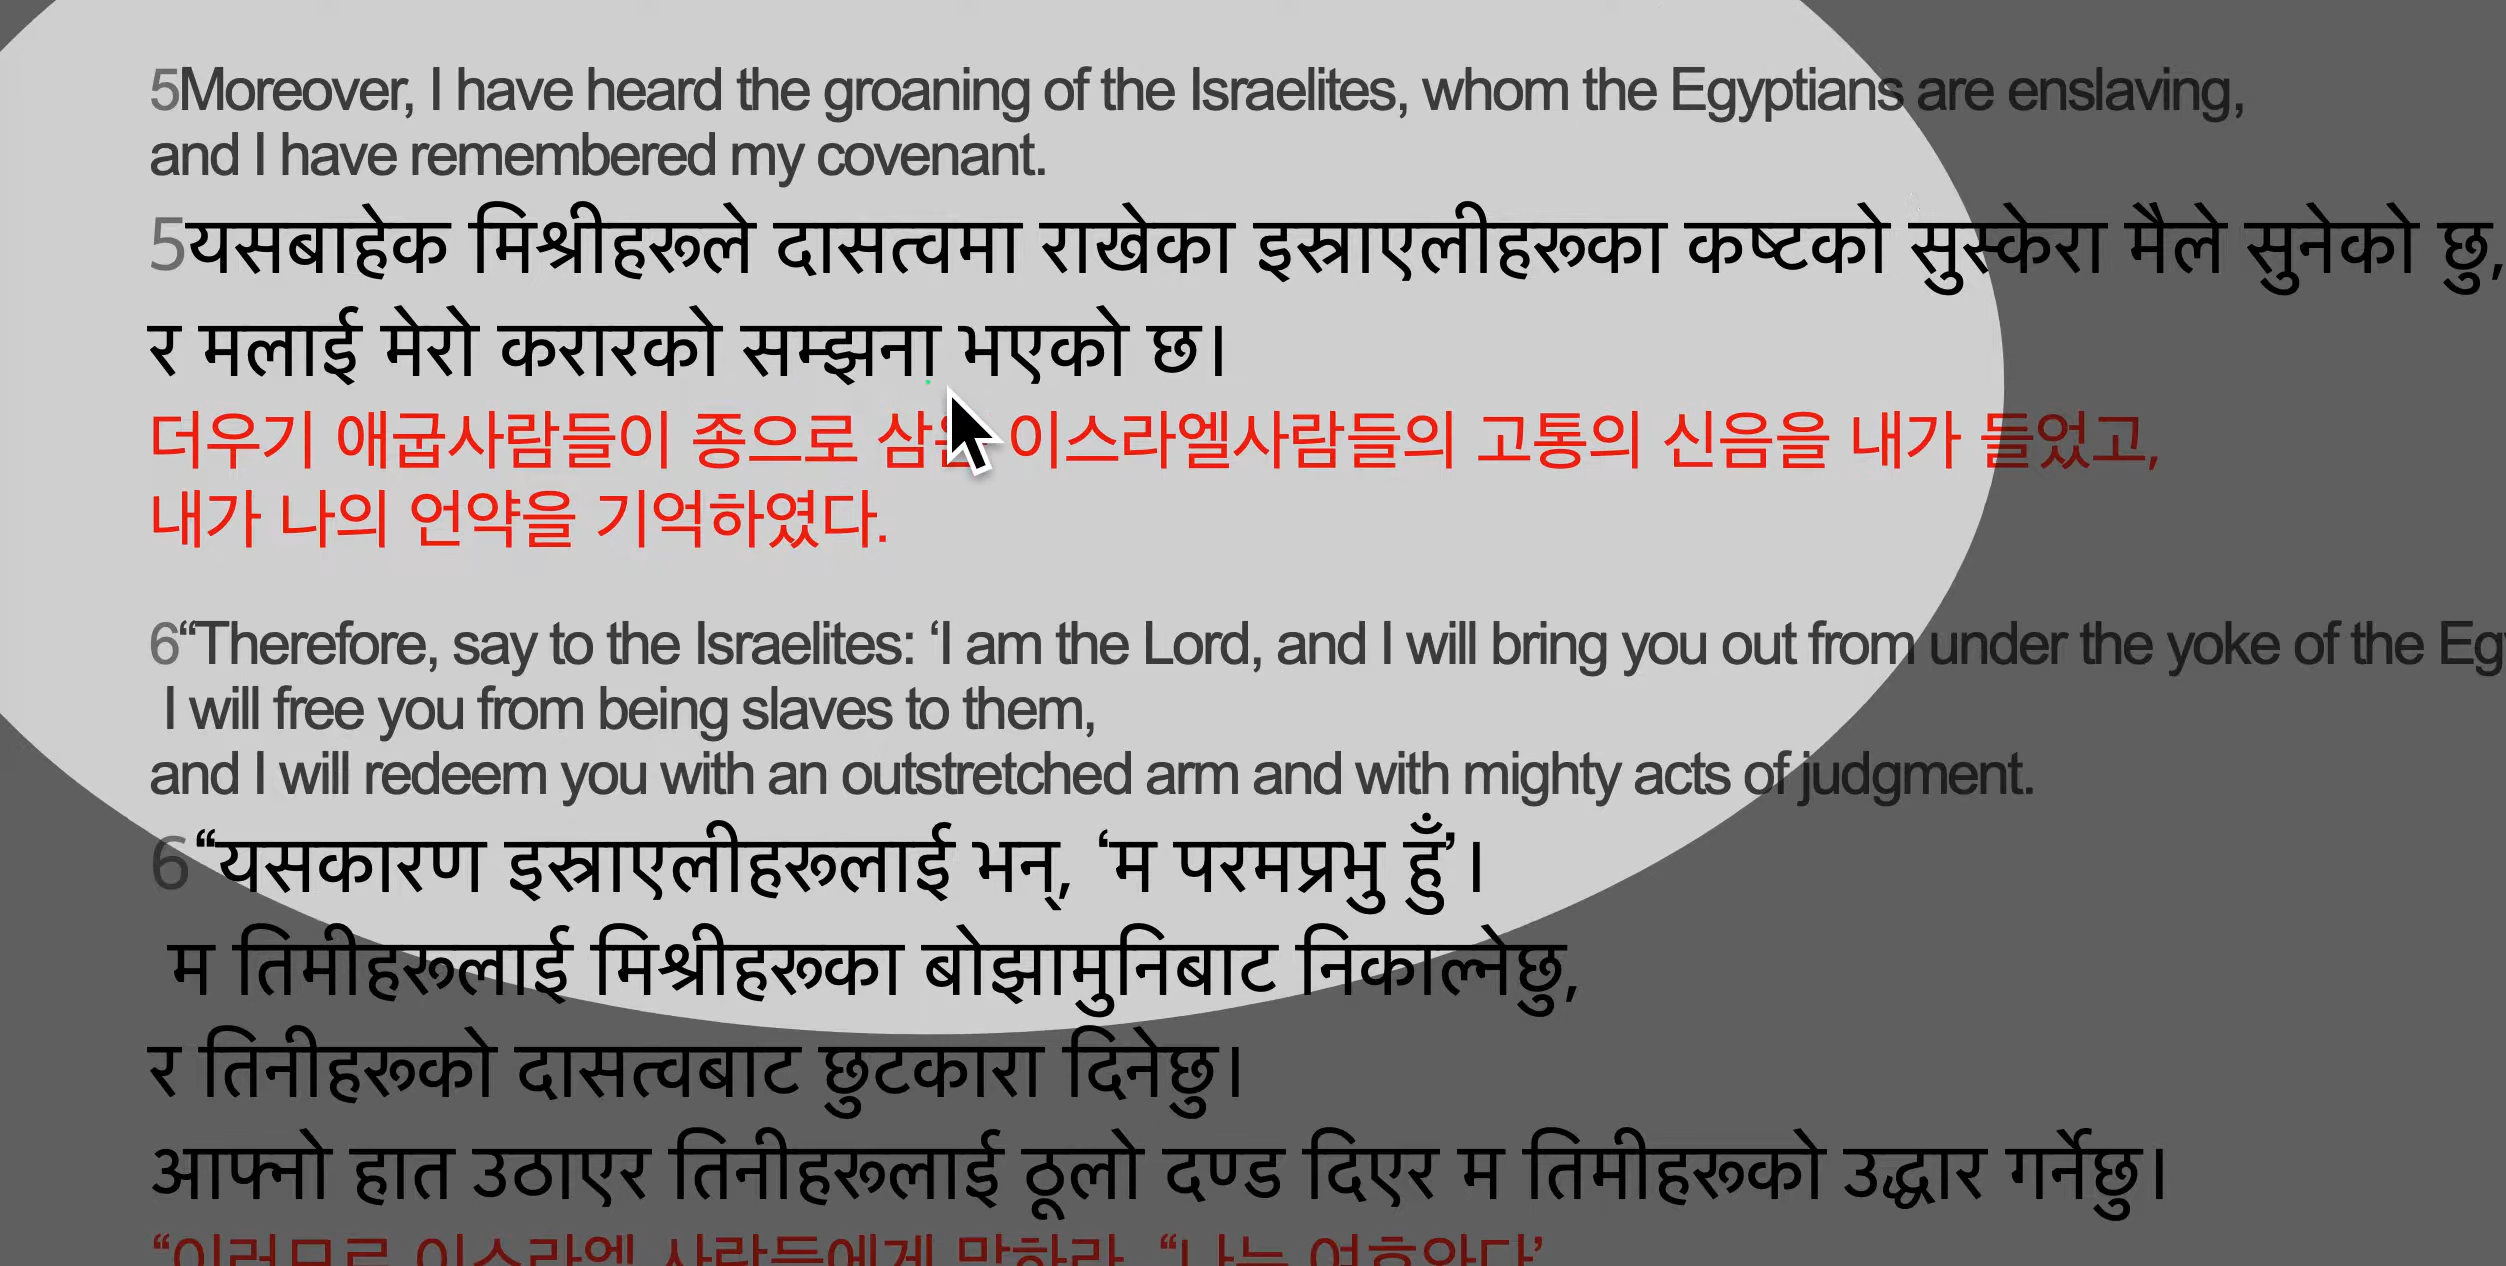 5Moreover, I have heard the groaning of the Israelites, whom the Egyptians are enslaving,
and I have remembered my covenant.
5यसबाहेक मिश्रीहरुले दासत्वमा राखेका इस्राएलीहरुका कष्टको सुस्केरा मैले सुनेको छु,
र मलाई मेरो करारको सम्झना भएको छ।
더우기 애굽사람들이 종으로 이스라엘사람들의 고통의 신음을 내가 들었고,
내가 나의 언약을 기억하였다.
6“Therefore, say to the Israelites: ‘I am the Lord, and I will bring you out from under the yoke of the
I will free you from being slaves to them,
and I will redeem you with an outstretched arm and with mighty acts of judgment.
6“यसकारण इस्राएलीहरुलाई भन्, ‘म परमप्रभु हुँ’।
म तिमीहरुलाई मिश्रीहरुका बोझामुनिबाट निकाल्नेछु,
र तिनीहरुको दासत्वबाट छुटकारा दिनेछु।
आफ्नो हात उठाएर तिनीहरुलाई ठूलो दण्ड दिएर म तिमीहरुको उद्धार गर्नेछु।